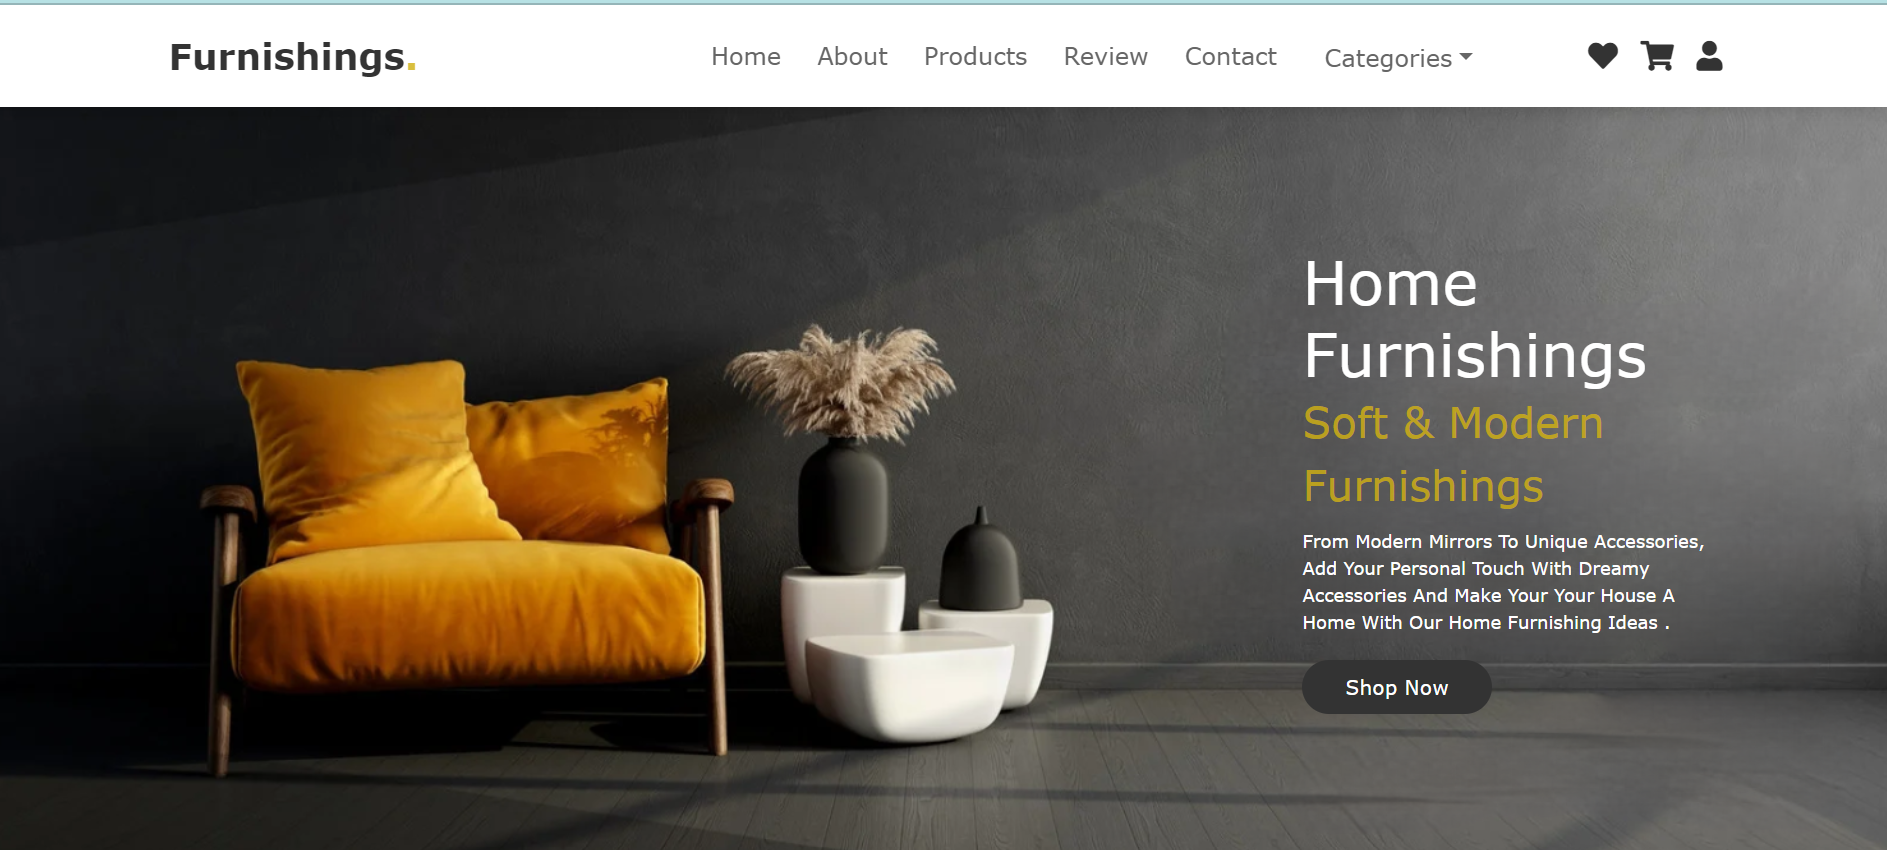 Furnishings.
Home About Products Review Contact Categories
Home
Furnishings
Soft & Modern
Furnishings
From Modern Mirrors To Unique Accessories,
Add Your Personal Touch With Dreamy
Accessories And Make Your Your House A
Home With Our Home Furnishing Ideas .
Shop Now